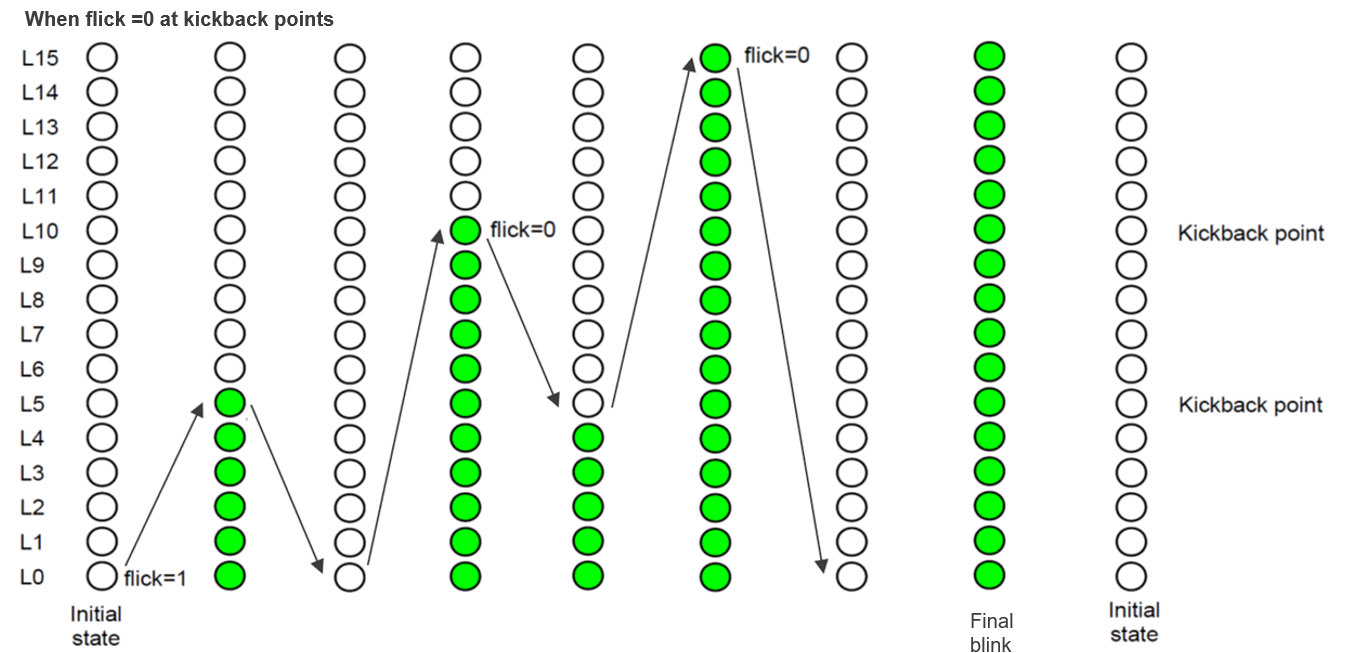 When flick =0 at kickback points
L15
flick=0
L14
L13
L12
L11
L10
flick=0
Kickback point
L9
L8
L7
L6
L5
Kickback point
L4
L3
L2
L1
L0
flick=1
Initial
state
Final
blink
Initial
state